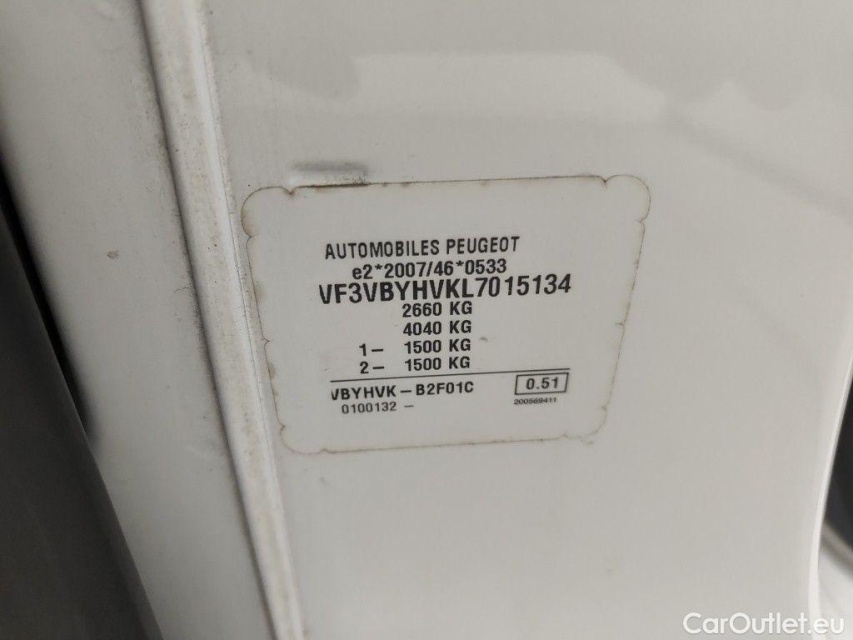 AUTOMOBILES PEUGEOT
e2*2007/46*0533
VF3VBYHVKL7015134
2660 KG
4040 KG
1- 1500 KG
2- 1500 KG
VBYHVK-B2F01C 0.51
0100132 - 200569411
CarOutlet.eu